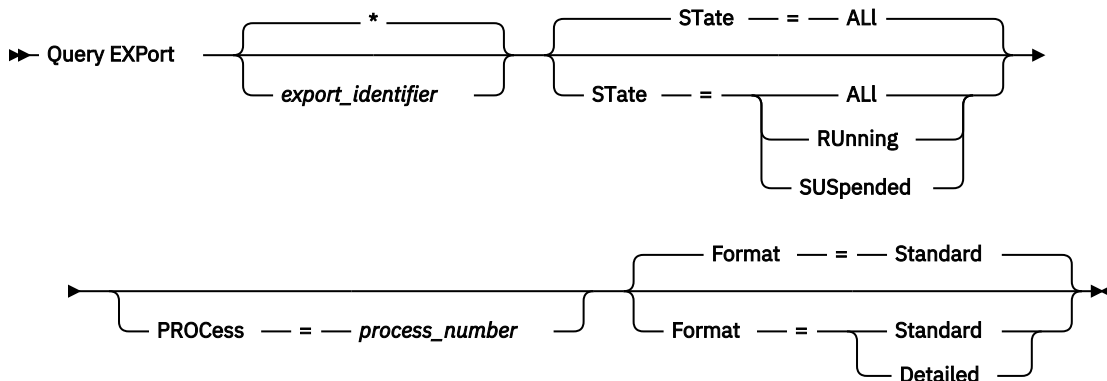 *
STate = ALl
Query EXPort
export_identifier
STate = ALl
RUnning
SUSpended
Format = Standard
PROCess = process_number
Format = Standard
Detailed